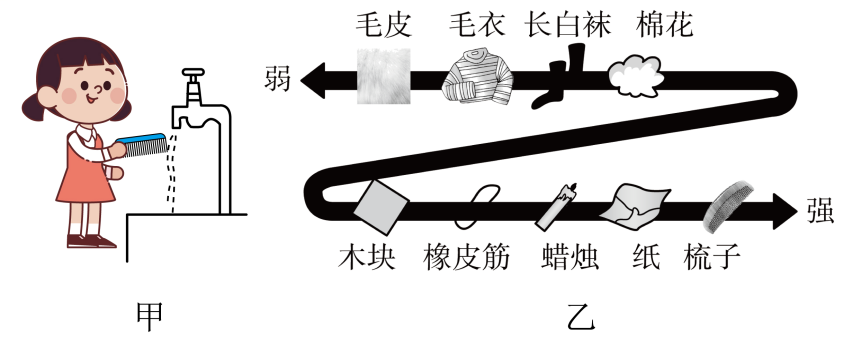 毛皮 毛衣 长白袜 棉花
弱
木块 橡皮筋 蜡烛 纸 梳子
强
甲 乙